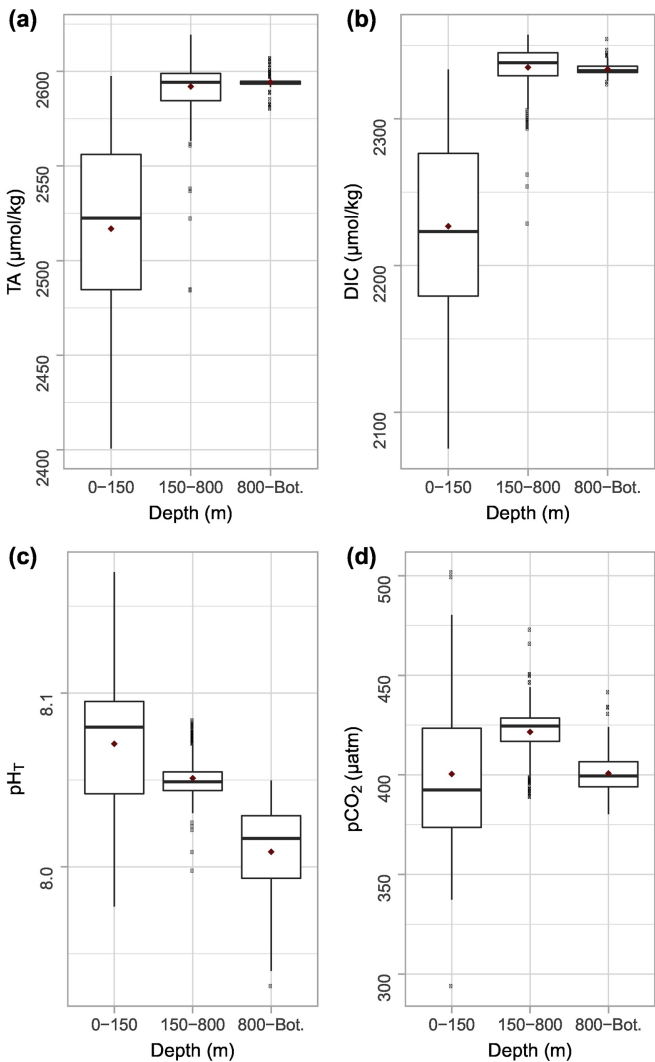 (a)
TA (µmol/kg)
2600
2550
2500
2450
2400
0−150 150−800 800−Bot.
Depth (m)
(b)
DIC (µmol/kg)
2300
2200
2100
0−150 150−800 800−Bot.
Depth (m)
(c)
pHT
8.1
8.0
0−150 150−800 800−Bot.
Depth (m)
(d)
pCO2 (µatm)
500
450
400
350
300
0−150 150−800 800−Bot.
Depth (m)